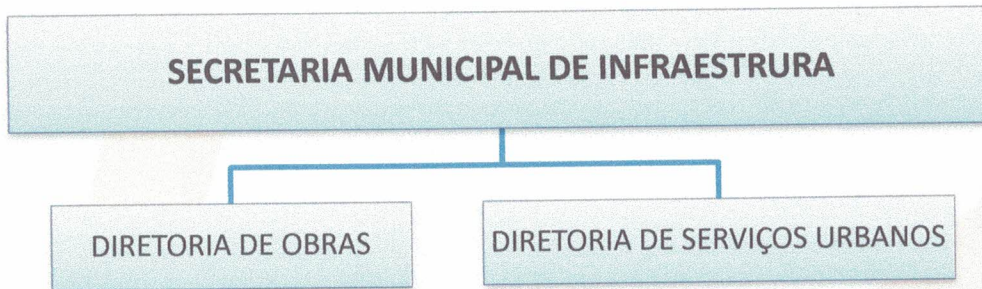 SECRETARIA MUNICIPAL DE INFRAESTRURA
DIRETORIA DE OBRAS
DIRETORIA DE SERVIÇOS URBANOS